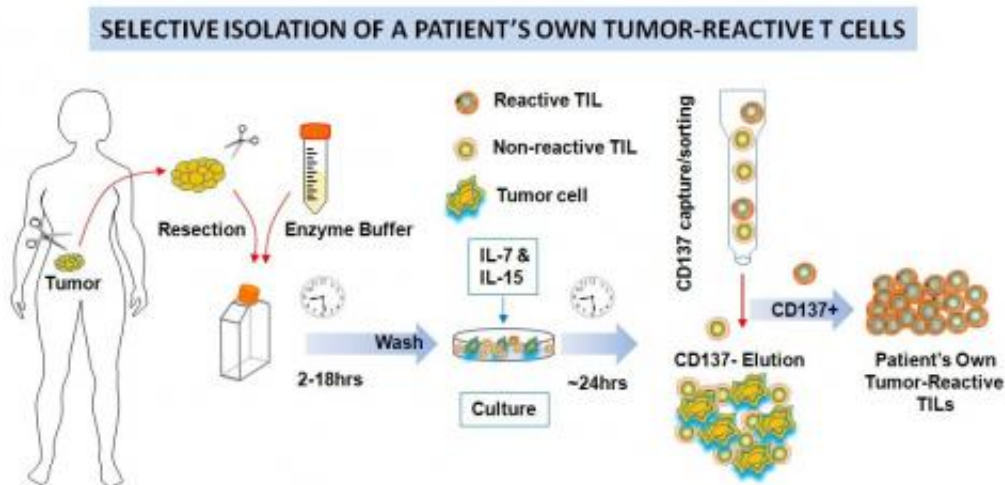 SELECTIVE ISOLATION OF A PATIENT'S OWN TUMOR-REACTIVE T CELLS
Reactive TIL
Non-reactive TIL
Tumor cell
Resection
Enzyme Buffer
Tumor
IL-7 &
IL-15
CD137 capture/sorting
Wash
2-18hrs
Culture
~24hrs
CD137+
CD137- Elution
Patient's Own
Tumor-Reactive
TILs